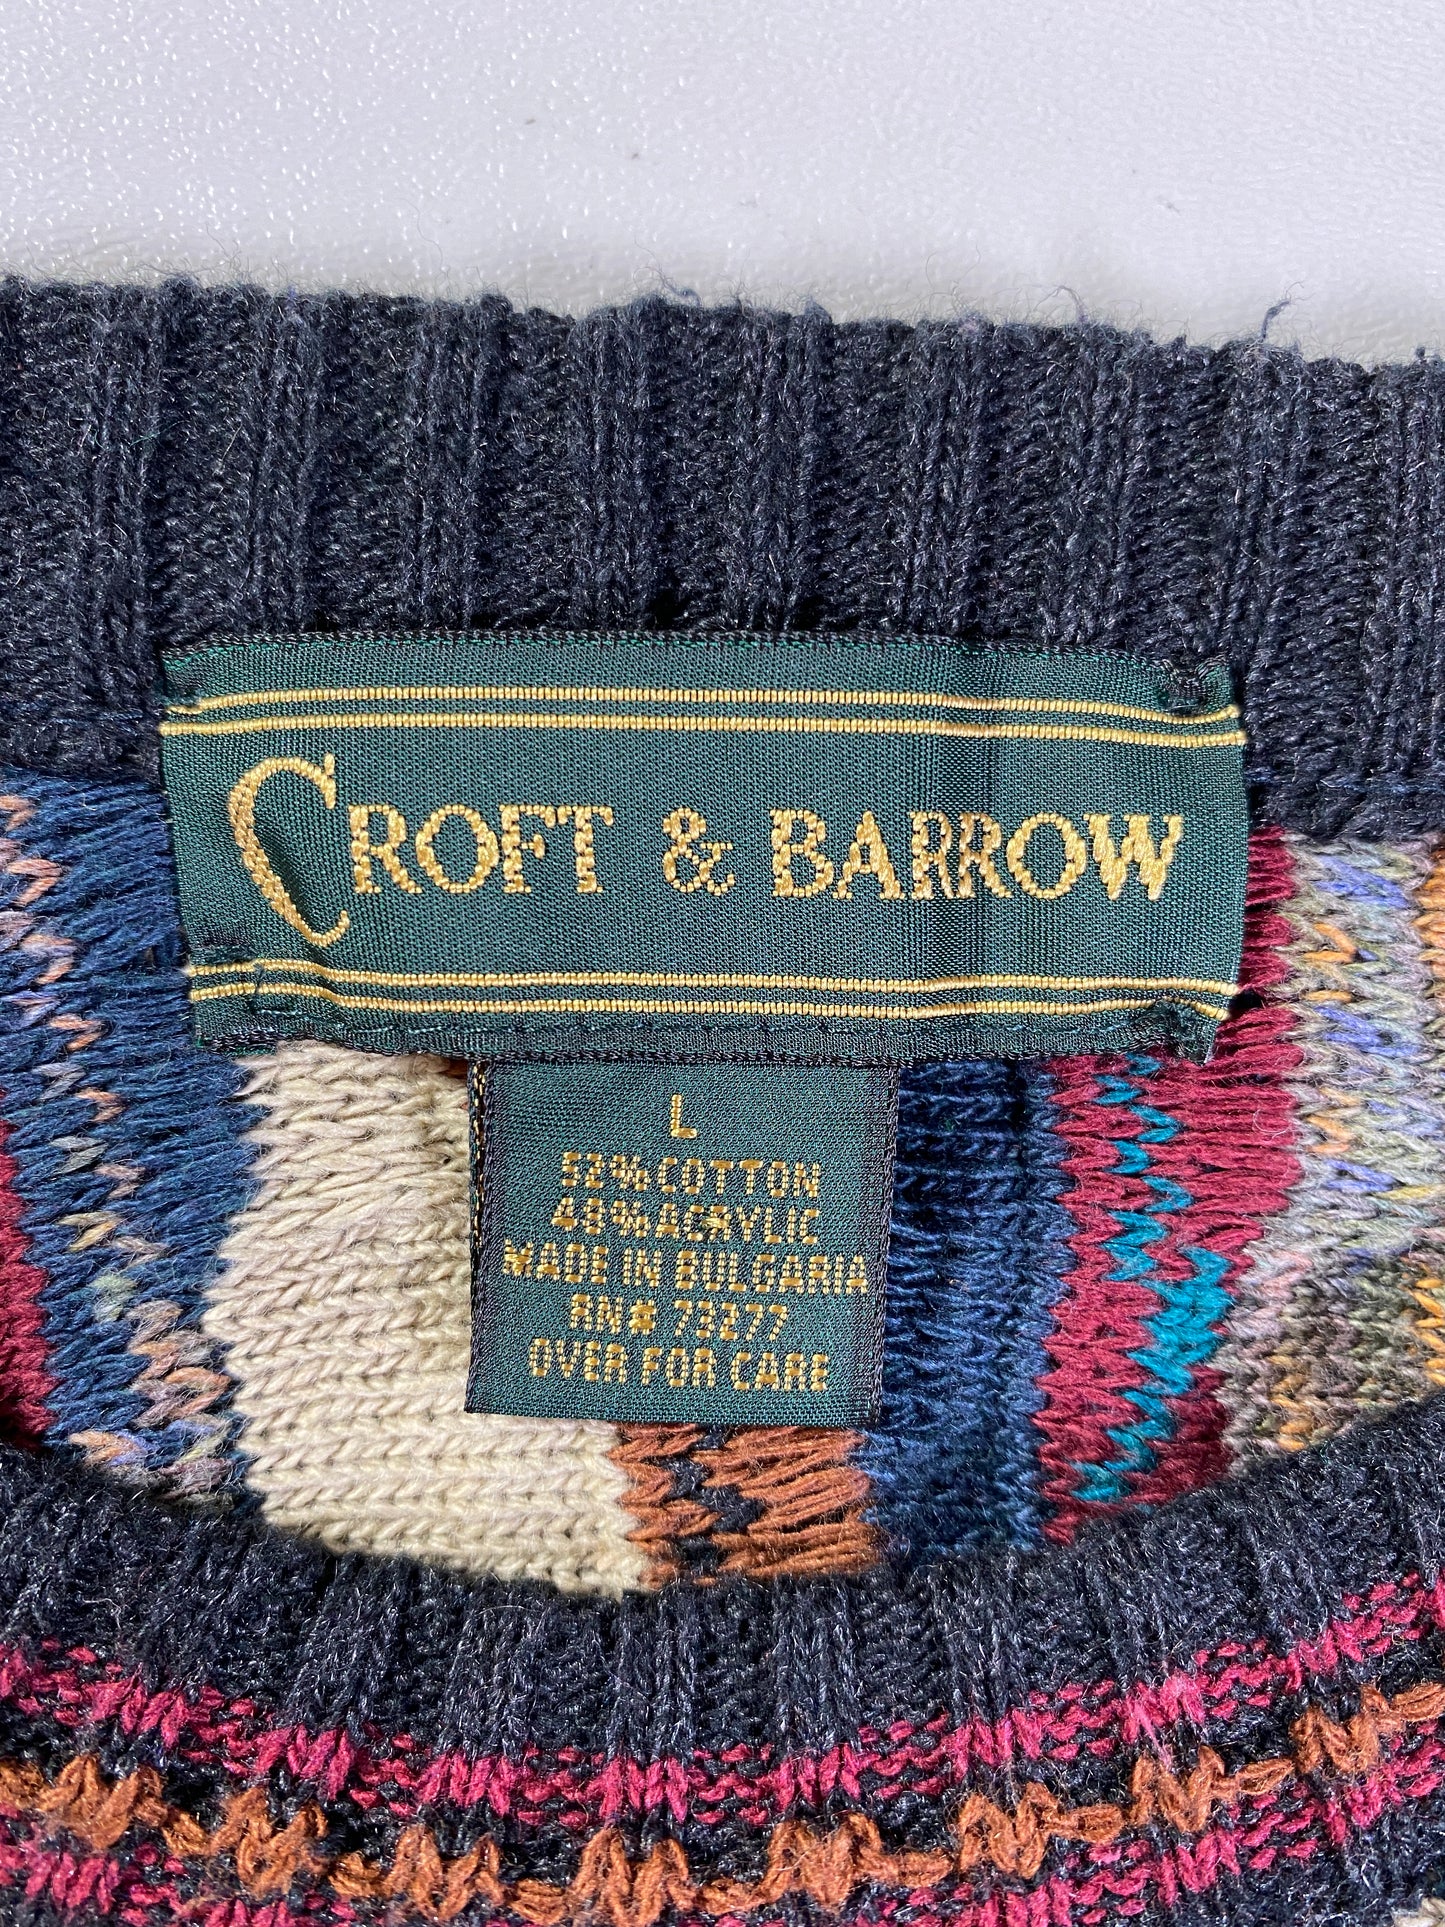 CROFT & BARROW
L
52% COTTON
48% ACRYLIC
MADE IN BULGARIA
RN# 73277
OVER FOR CARE